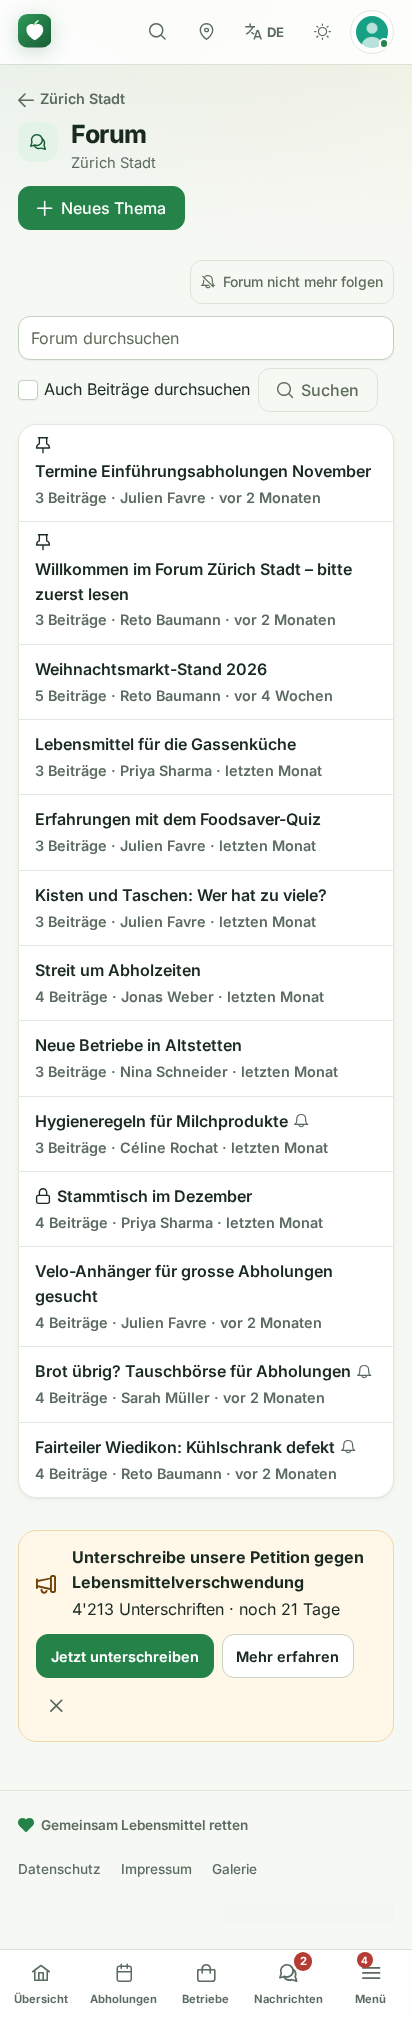 DE
Zürich Stadt
Forum
Zürich Stadt
Neues Thema
Forum nicht mehr folgen
Forum durchsuchen
Auch Beiträge durchsuchen
Suchen
Termine Einführungsabholungen November
3 Beiträge · Julien Favre · vor 2 Monaten
Willkommen im Forum Zürich Stadt – bitte
zuerst lesen
3 Beiträge · Reto Baumann · vor 2 Monaten
Weihnachtsmarkt-Stand 2026
5 Beiträge · Reto Baumann · vor 4 Wochen
Lebensmittel für die Gassenküche
3 Beiträge · Priya Sharma · letzten Monat
Erfahrungen mit dem Foodsaver-Quiz
3 Beiträge · Julien Favre · letzten Monat
Kisten und Taschen: Wer hat zu viele?
3 Beiträge · Julien Favre · letzten Monat
Streit um Abholzeiten
4 Beiträge · Jonas Weber · letzten Monat
Neue Betriebe in Altstetten
3 Beiträge · Nina Schneider · letzten Monat
Hygieneregeln für Milchprodukte
3 Beiträge · Céline Rochat · letzten Monat
Stammtisch im Dezember
4 Beiträge · Priya Sharma · letzten Monat
Velo-Anhänger für grosse Abholungen
gesucht
4 Beiträge · Julien Favre · vor 2 Monaten
Brot übrig? Tauschbörse für Abholungen
4 Beiträge · Sarah Müller · vor 2 Monaten
Fairteiler Wiedikon: Kühlschrank defekt
4 Beiträge · Reto Baumann · vor 2 Monaten
Unterschreibe unsere Petition gegen
Lebensmittelverschwendung
4'213 Unterschriften · noch 21 Tage
Jetzt unterschreiben
Mehr erfahren
Gemeinsam Lebensmittel retten
Datenschutz Impressum Galerie
2 4
Übersicht Abholungen Betriebe Nachrichten Menü